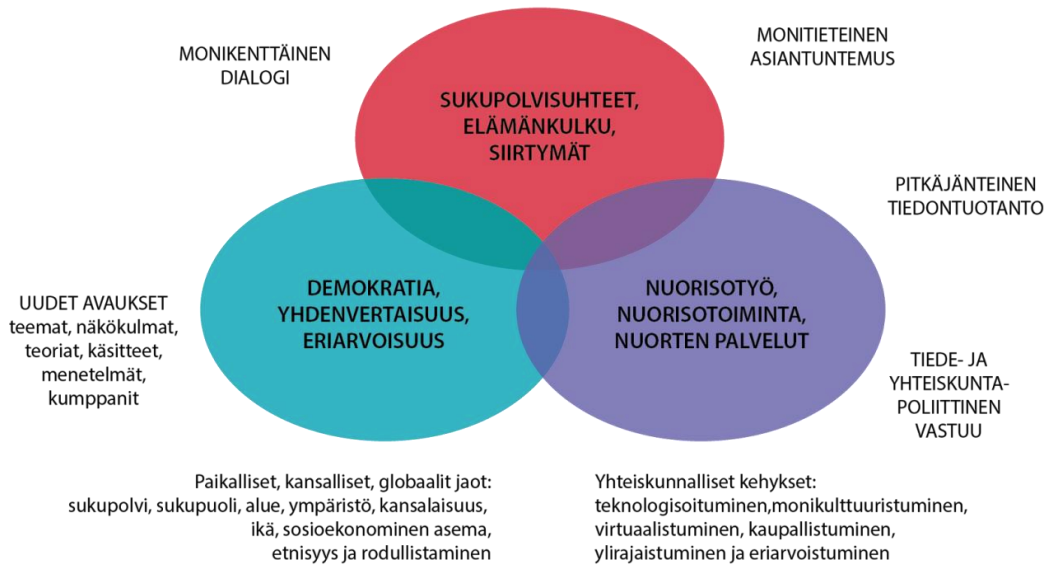 MONIKENTTÄINEN
DIALOGI
MONITIETEINEN
ASIANTUNTEMUS
SUKUPOLVISUHTEET,
ELÄMÄNKULKU,
SIIRTYMÄT
PITKÄJÄNTEINEN
TIEDONTUOTANTO
UUDET AVAUKSET
teemat, näkökulmat,
teoriat, käsitteet,
menetelmät,
kumppanit
DEMOKRATIA,
YHDENVERTAISUUS,
ERIARVOISUUS
NUORISOTYÖ,
NUORISOTOIMINTA,
NUORTEN PALVELUT
TIEDE- JA
YHTEISKUNTA-
POLIITTINEN
VASTUU
Paikalliset, kansalliset, globaalit jaot:
sukupolvi, sukupuoli, alue, ympäristö, kansalaisuus,
ikä, sosioekonominen asema,
etnisyys ja rodullistaminen
Yhteiskunnalliset kehykset:
teknologisoituminen,monikulttuuristuminen,
virtuaalistuminen, kaupallistuminen,
ylirajaistuminen ja eriarvoistuminen